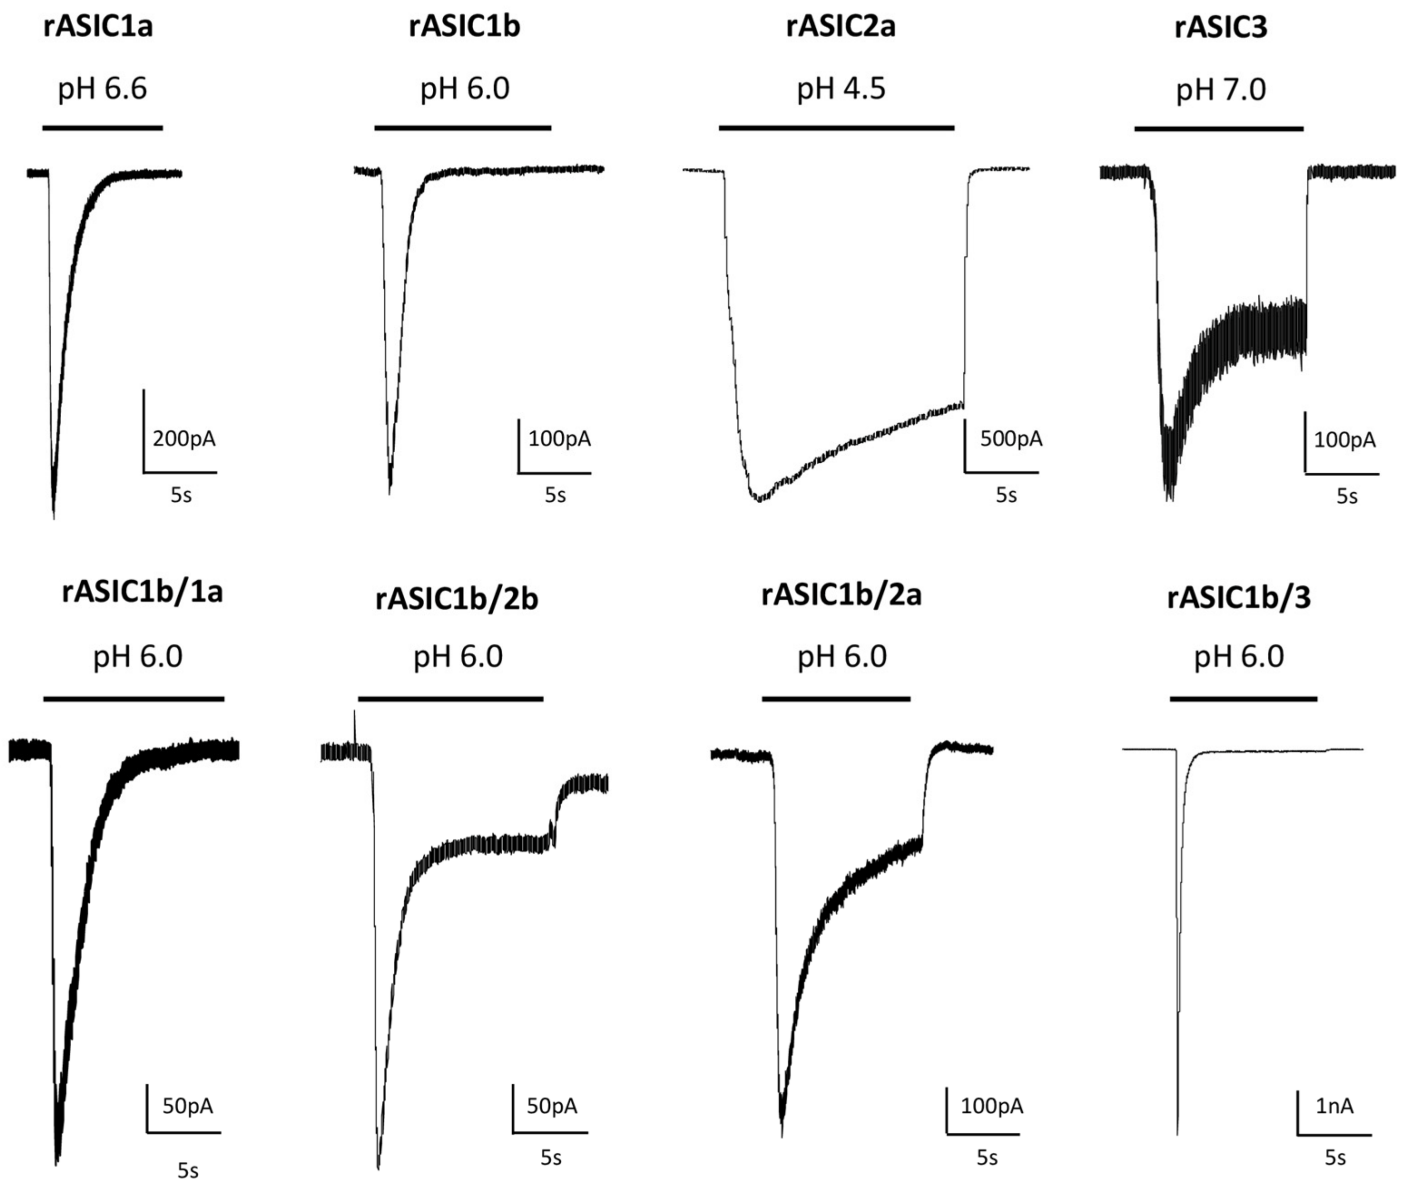 rASIC1a
pH 6.6
200pA
5s
rASIC1b
pH 6.0
100pA
5s
rASIC2a
pH 4.5
500pA
5s
rASIC3
pH 7.0
100pA
5s
rASIC1b/1a
pH 6.0
50pA
5s
rASIC1b/2b
pH 6.0
50pA
5s
rASIC1b/2a
pH 6.0
100pA
5s
rASIC1b/3
pH 6.0
1nA
5s